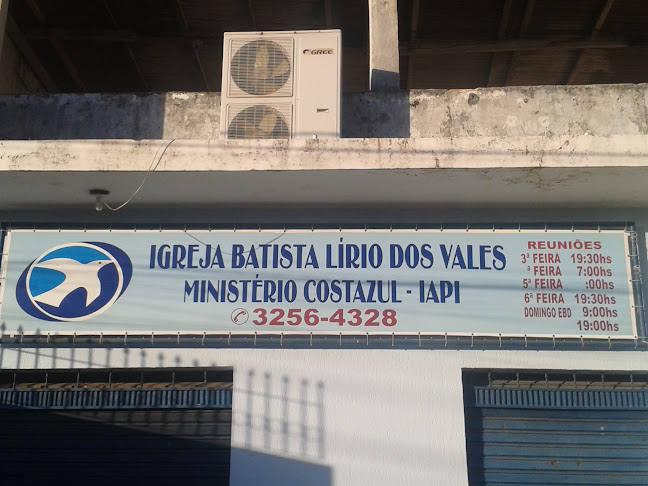 GREE
IGREJA BATISTA LÍRIO DOS VALES
MINISTÉRIO COSTAZUL - IAPI
3256-4328
REUNIÕES
3ª FEIRA 19:30hs
ª FEIRA 7:00hs
5ª FEIRA :00hs
6ª FEIRA 19:30hs
DOMINGO EBD 9:00hs
19:00hs